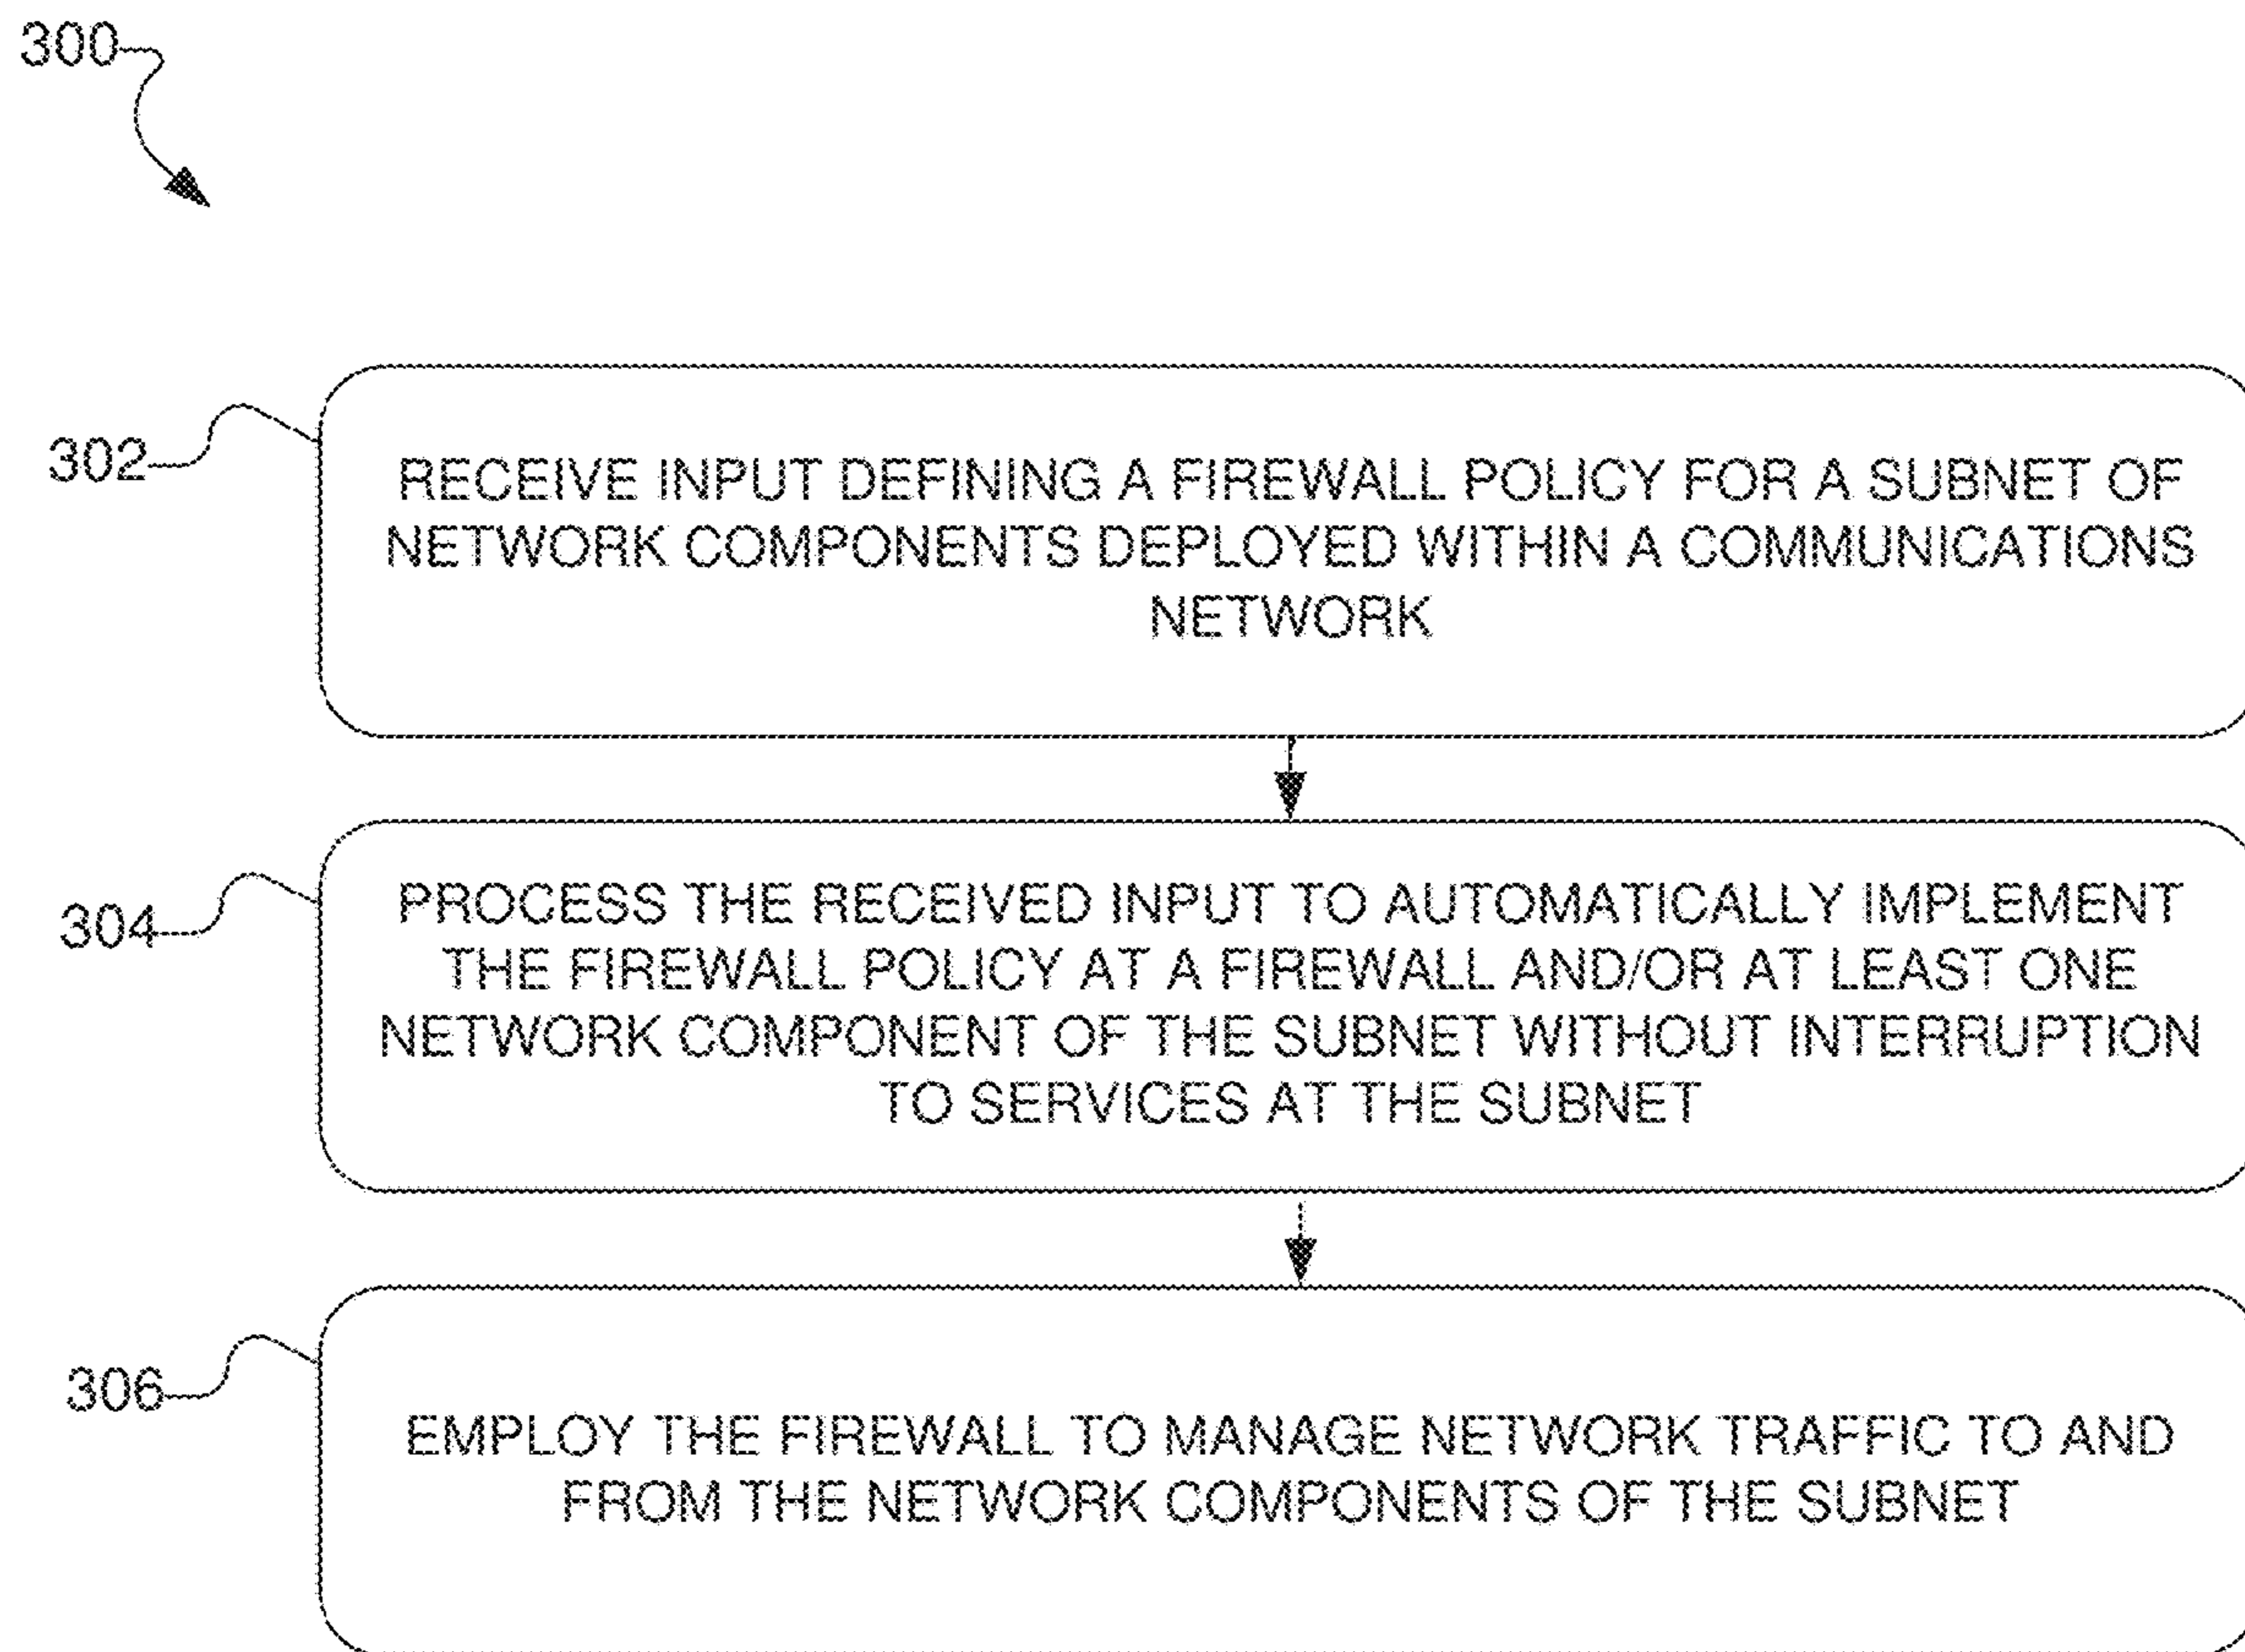 300
302
RECEIVE INPUT DEFINING A FIREWALL POLICY FOR A SUBNET OF
NETWORK COMPONENTS DEPLOYED WITHIN A COMMUNICATIONS
NETWORK
304
PROCESS THE RECEIVED INPUT TO AUTOMATICALLY IMPLEMENT
THE FIREWALL POLICY AT A FIREWALL AND/OR AT LEAST ONE
NETWORK COMPONENT OF THE SUBNET WITHOUT INTERRUPTION
TO SERVICES AT THE SUBNET
306
EMPLOY THE FIREWALL TO MANAGE NETWORK TRAFFIC TO AND
FROM THE NETWORK COMPONENTS OF THE SUBNET